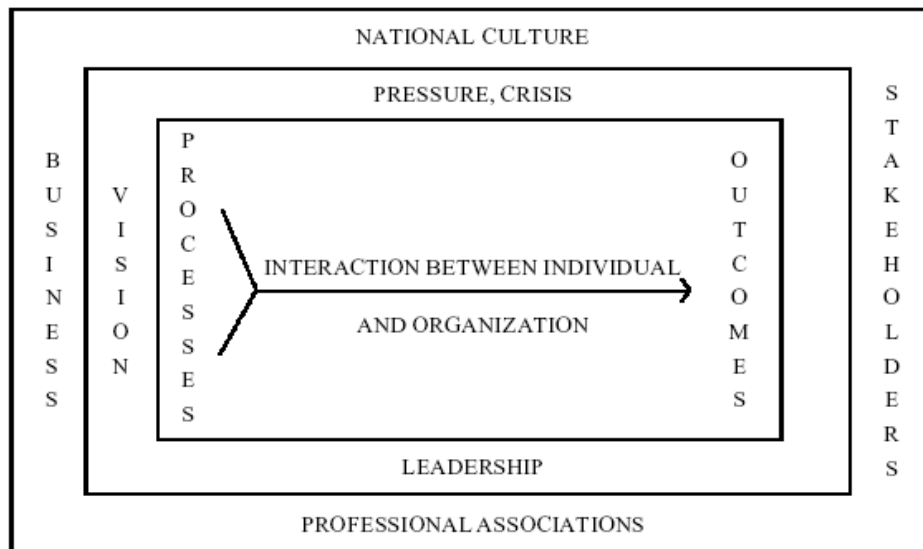 NATIONAL CULTURE
PRESSURE, CRISIS
BUSINESS
VISION
PROCESSES
INTERACTION BETWEEN INDIVIDUAL
AND ORGANIZATION
OUTCOMES
STAKEHOLDERS
LEADERSHIP
PROFESSIONAL ASSOCIATIONS